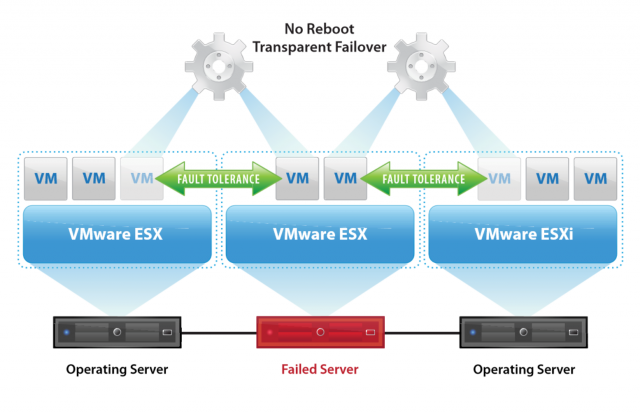 No Reboot
Transparent Failover
VM VM VM FAULT TOLERANCE VM VM FAULT TOLERANCE VM VM VM
VMware ESX VMware ESX VMware ESXi
Operating Server Failed Server Operating Server